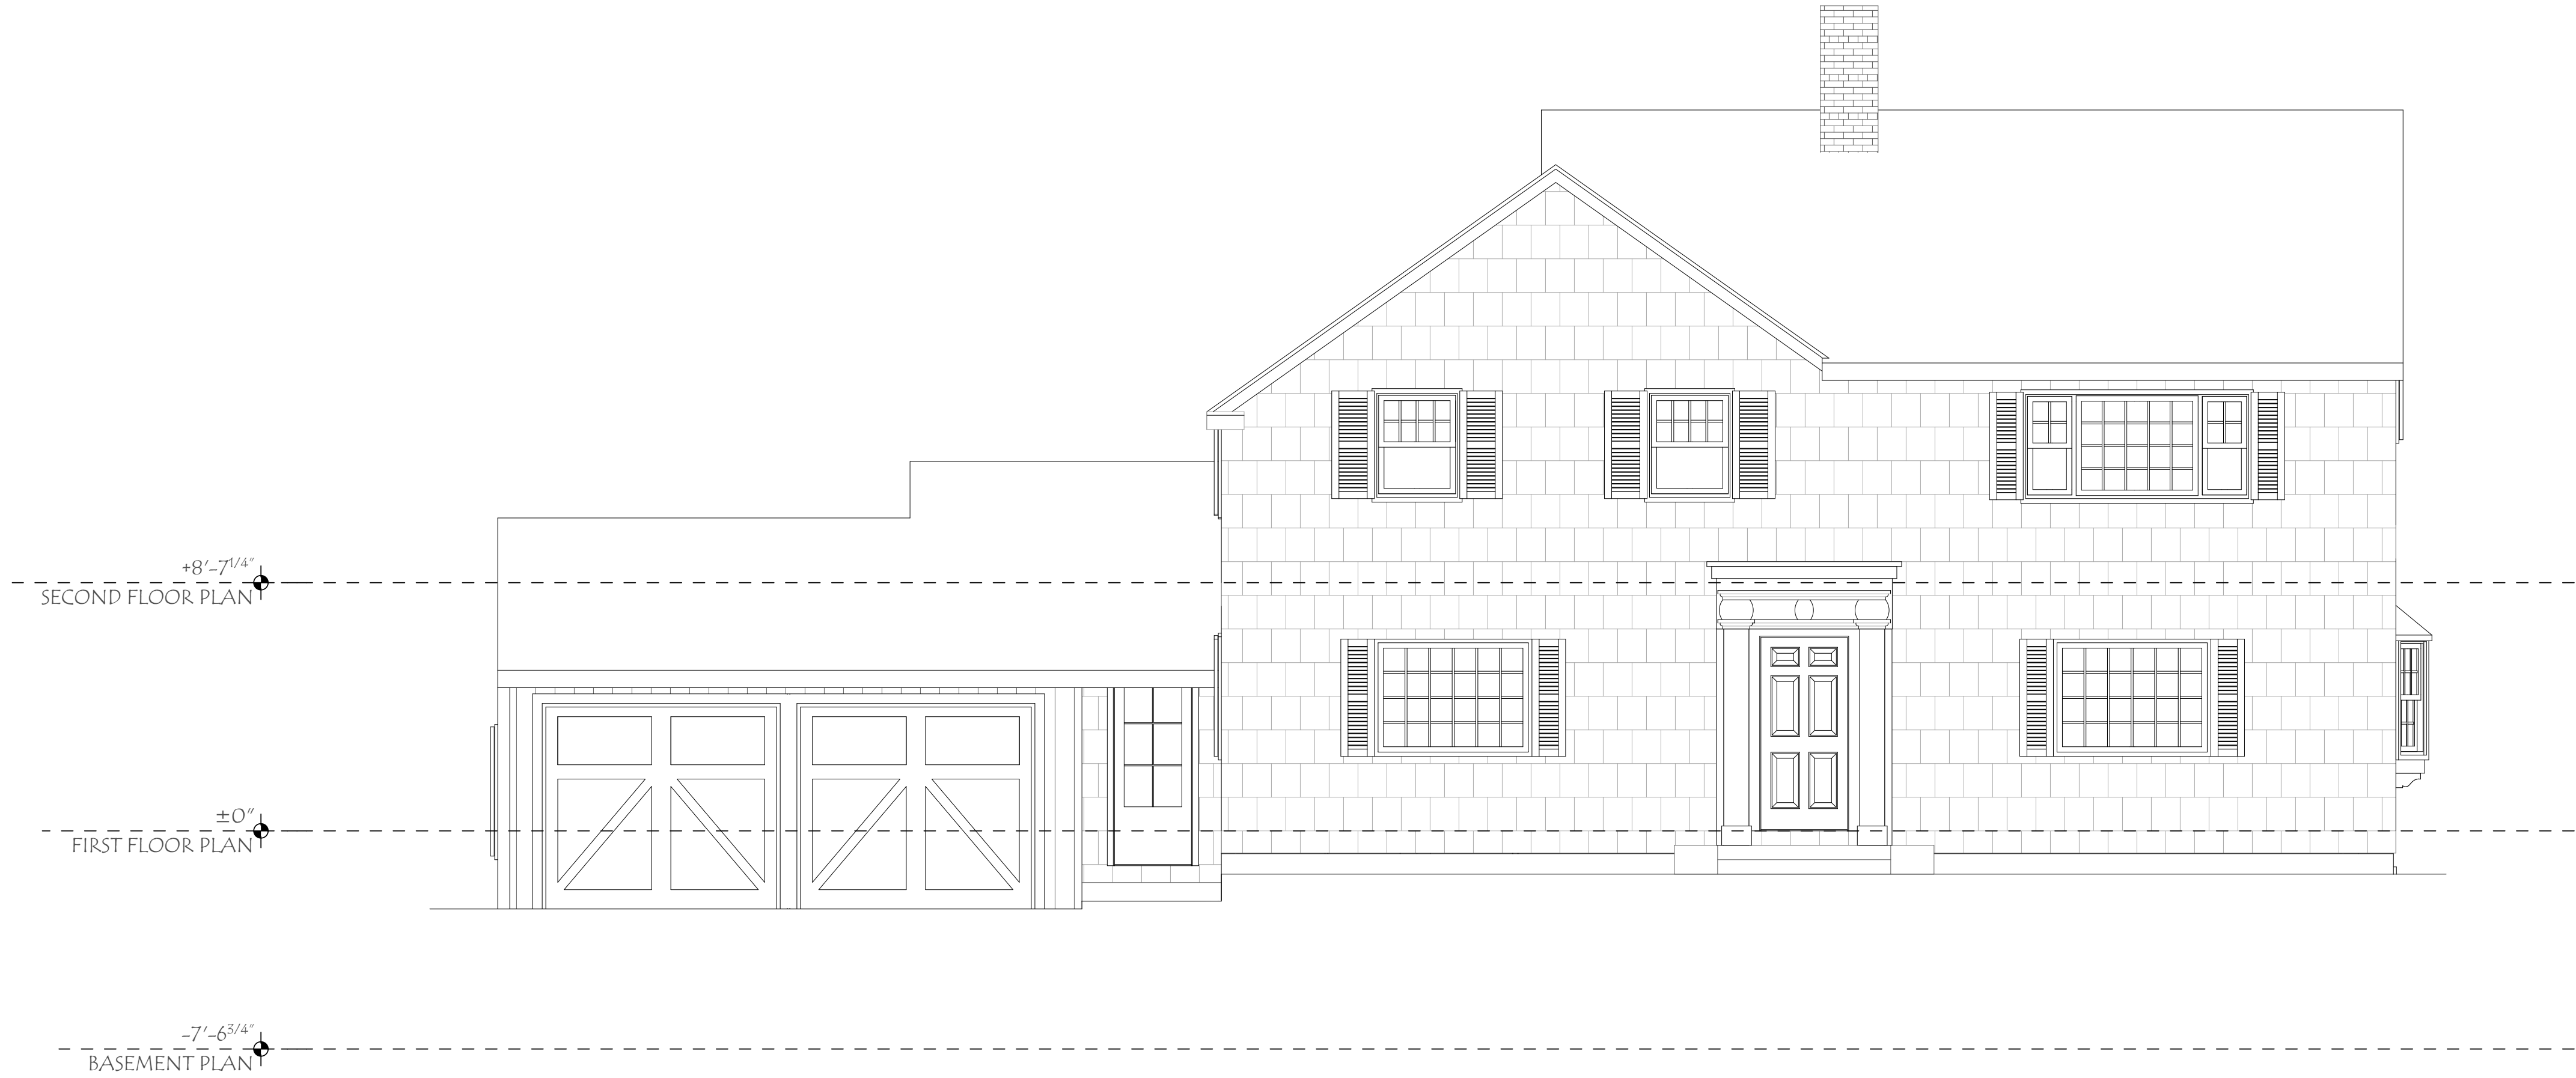 +8'-7 1/4"
SECOND FLOOR PLAN
±0"
FIRST FLOOR PLAN
-7'-6 3/4"
BASEMENT PLAN